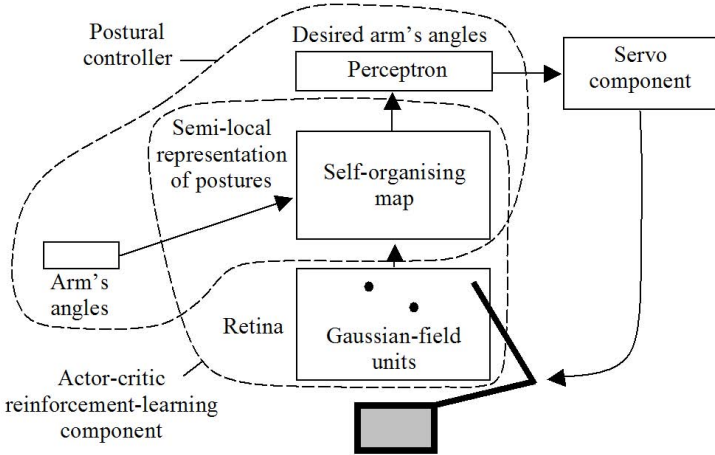 Postural
controller
Desired arm's angles
Perceptron
Servo
component
Semi-local
representation
of postures
Self-organising
map
Arm's
angles
Retina
Gaussian-field
units
Actor-critic
reinforcement-learning
component